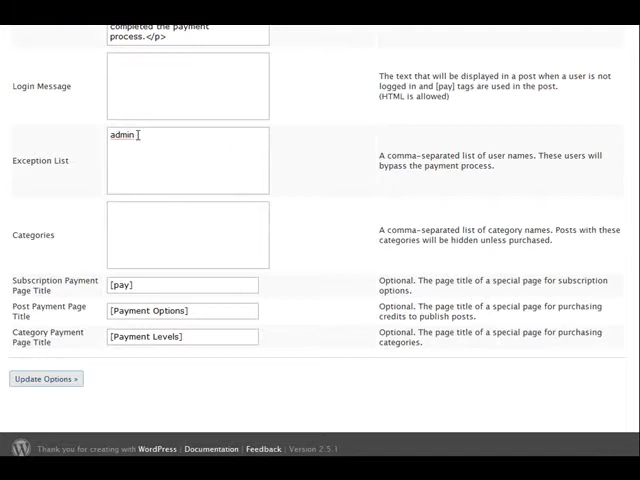 completed the payment
process.</p>
Login Message
The text that will be displayed in a post when a user is not
logged in and [pay] tags are used in the post.
(HTML is allowed)
admin
Exception List
A comma-separated list of user names. These users will
bypass the payment process.
Categories
A comma-separated list of category names. Posts with these
categories will be hidden unless purchased.
Subscription Payment
Page Title
[pay]
Optional. The page title of a special page for subscription
options.
Post Payment Page
Title
[Payment Options]
Optional. The page title of a special page for purchasing
credits to publish posts.
Category Payment
Page Title
[Payment Levels]
Optional. The page title of a special page for purchasing
categories.
Update Options »
Thank you for creating with WordPress | Documentation | Feedback | Version 2.5.1